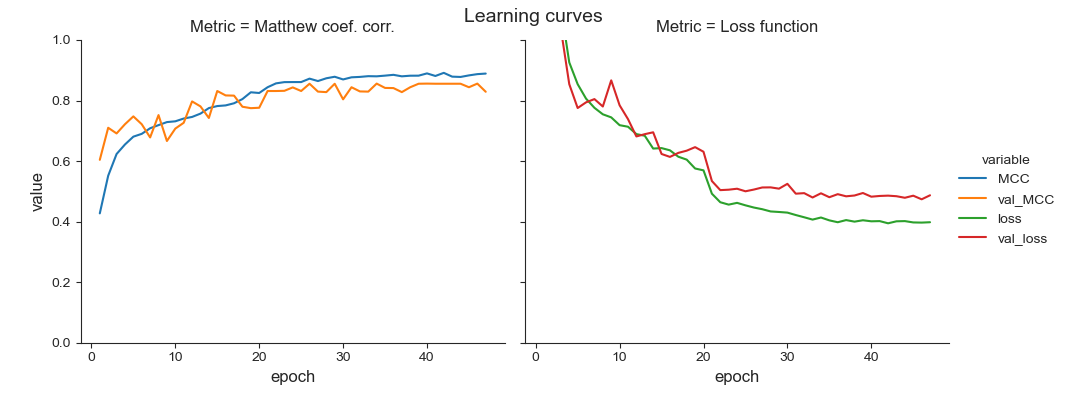 Learning curves
Metric = Matthew coef. corr.
Metric = Loss function
1.0
0.8
0.6
0.4
0.2
0.0
value
0
10
20
30
40
epoch
0
10
20
30
40
epoch
variable
MCC
val_MCC
loss
val_loss